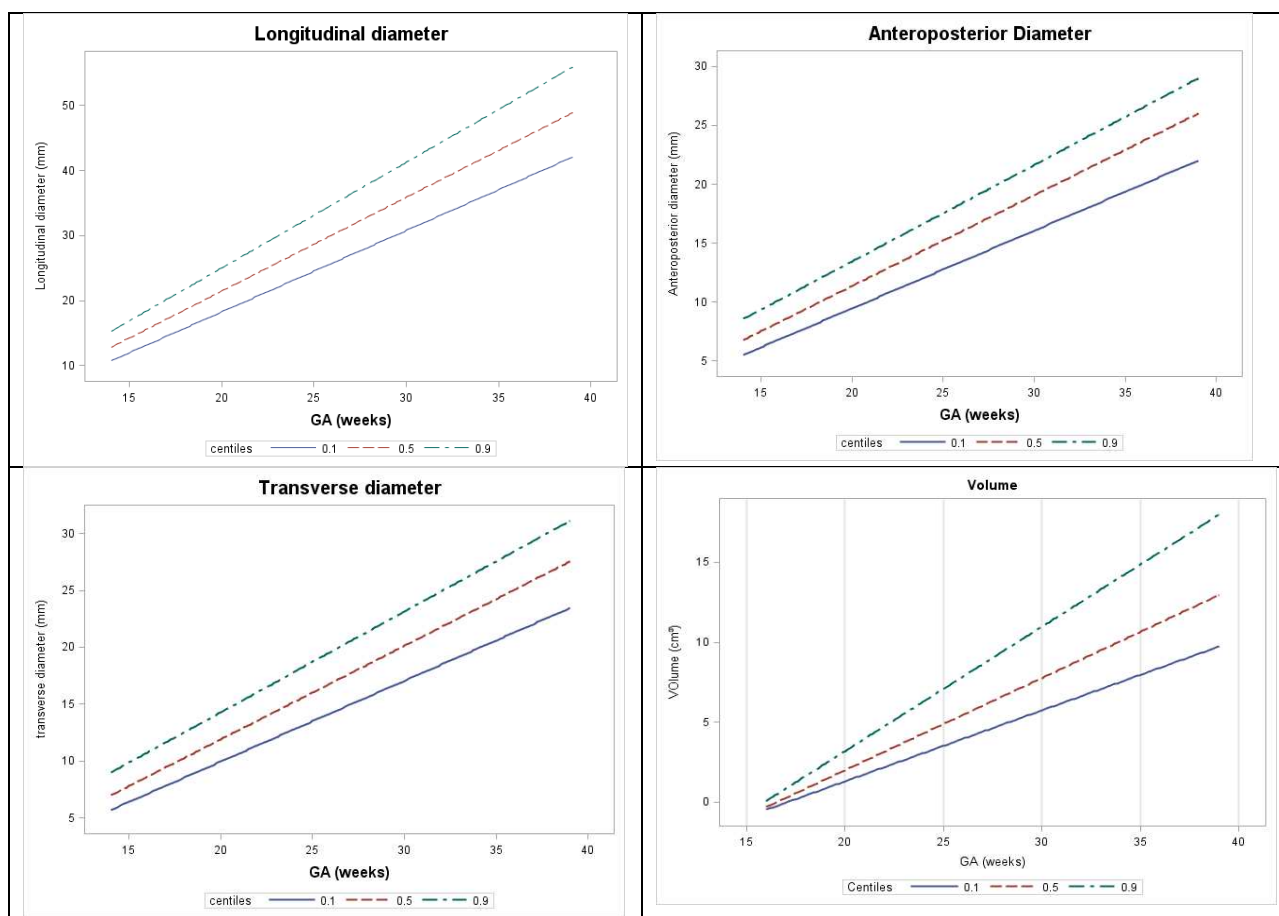 Longitudinal diameter
Longitudinal diameter (mm)
50
40
30
20
10
15 20 25 30 35 40
GA (weeks)
centiles 0.1 0.5 0.9
Anteroposterior Diameter
Anteroposterior diameter (mm)
30
25
20
15
10
5
15 20 25 30 35 40
GA (weeks)
centiles 0.1 0.5 0.9
Transverse diameter
transverse diameter (mm)
30
25
20
15
10
5
15 20 25 30 35 40
GA (weeks)
centiles 0.1 0.5 0.9
Volume
VOlume (cm³)
15
10
5
0
15 20 25 30 35 40
GA (weeks)
Centiles 0.1 0.5 0.9